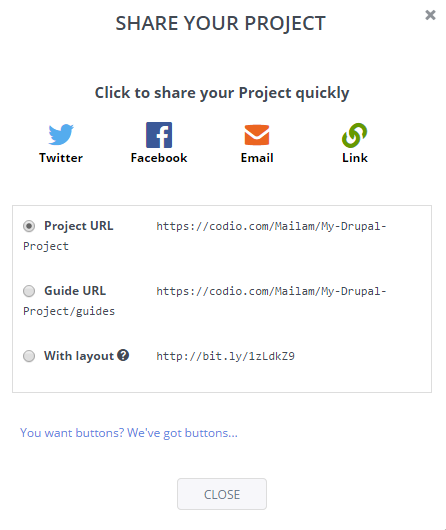 SHARE YOUR PROJECT
Click to share your Project quickly
Twitter Facebook Email Link
Project URL https://codio.com/Mailam/My-Drupal-
Project
Guide URL https://codio.com/Mailam/My-Drupal-
Project/guides
With layout ? http://bit.ly/1zLdkZ9
You want buttons? We've got buttons...
CLOSE